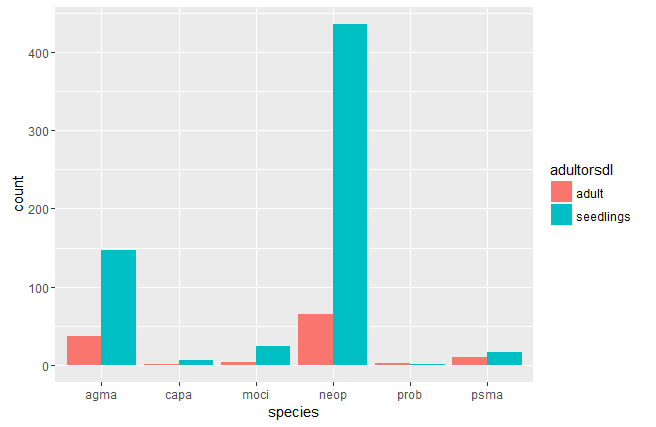 400
300
200
100
0
count
agma capa moci neop prob psma
species
adultorsdl
adult
seedlings